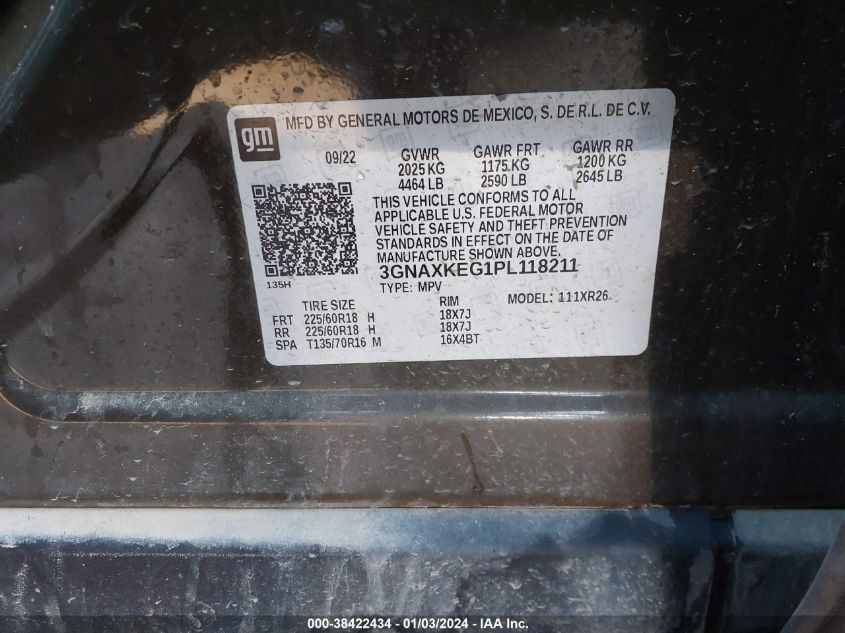 gm MFD BY GENERAL MOTORS DE MEXICO, S. DE R.L. DE C.V.
09/22 GVWR GAWR FRT GAWR RR
2025 KG 1175 KG 1200 KG
4464 LB 2590 LB 2645 LB
THIS VEHICLE CONFORMS TO ALL
APPLICABLE U.S. FEDERAL MOTOR
VEHICLE SAFETY AND THEFT PREVENTION
STANDARDS IN EFFECT ON THE DATE OF
MANUFACTURE SHOWN ABOVE.
3GNAXKEG1PL118211
135H
TYPE: MPV
TIRE SIZE RIM MODEL: 111XR26
FRT 225/60R18 H 18X7J
RR 225/60R18 H 18X7J
SPA T135/70R16 M 16X4BT
000-38422434 - 01/03/2024 - IAAI.COM